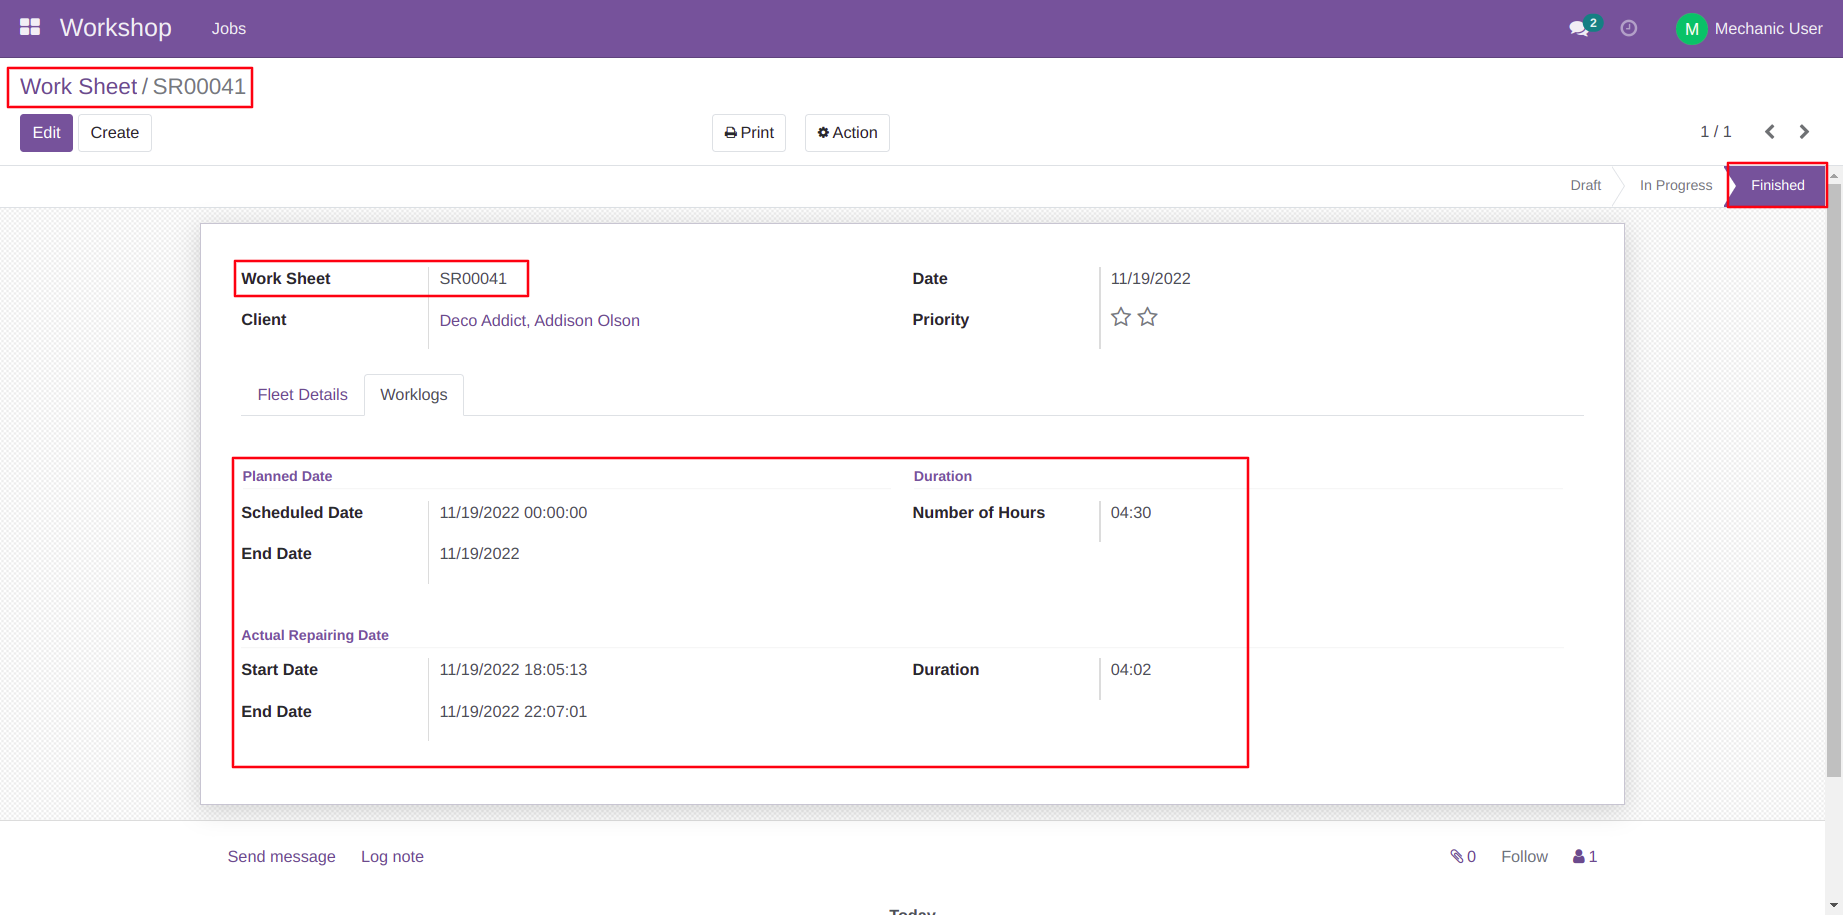 Workshop Jobs 2 M Mechanic User
Work Sheet / SR00041
Edit Create Print Action 1 / 1
Draft In Progress Finished
Work Sheet SR00041 Date 11/19/2022
Client Deco Addict, Addison Olson Priority
Fleet Details Worklogs
Planned Date Duration
Scheduled Date 11/19/2022 00:00:00 Number of Hours 04:30
End Date 11/19/2022
Actual Repairing Date
Start Date 11/19/2022 18:05:13 Duration 04:02
End Date 11/19/2022 22:07:01
Send message Log note 0 Follow 1
Today